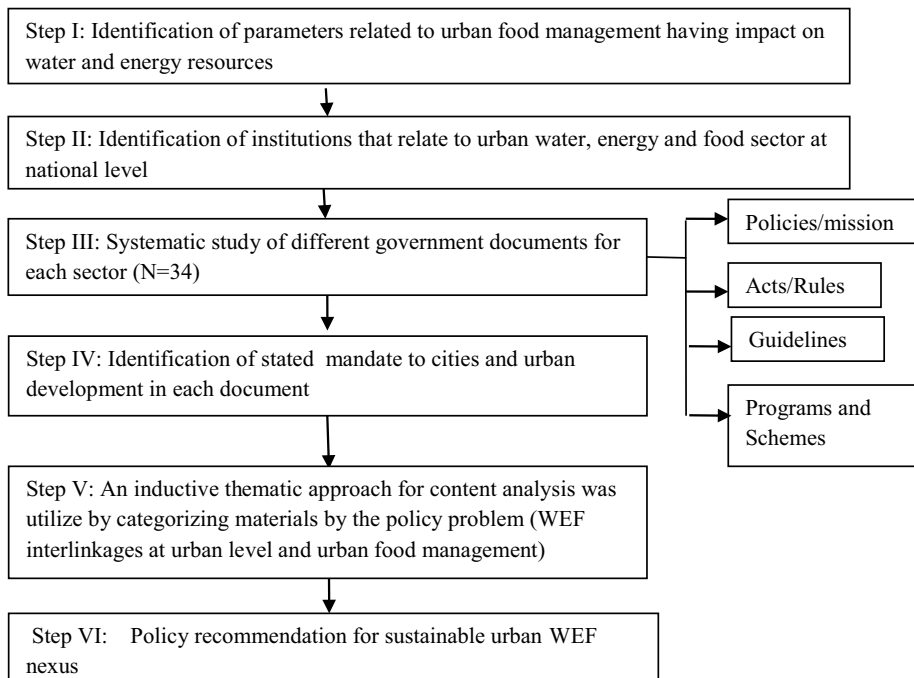 Step I: Identification of parameters related to urban food management having impact on
water and energy resources
Step II: Identification of institutions that relate to urban water, energy and food sector at
national level
Step III: Systematic study of different government documents for
each sector (N=34)
Policies/mission
Acts/Rules
Guidelines
Programs and
Schemes
Step IV: Identification of stated mandate to cities and urban
development in each document
Step V: An inductive thematic approach for content analysis was
utilize by categorizing materials by the policy problem (WEF
interlinkages at urban level and urban food management)
Step VI: Policy recommendation for sustainable urban WEF
nexus